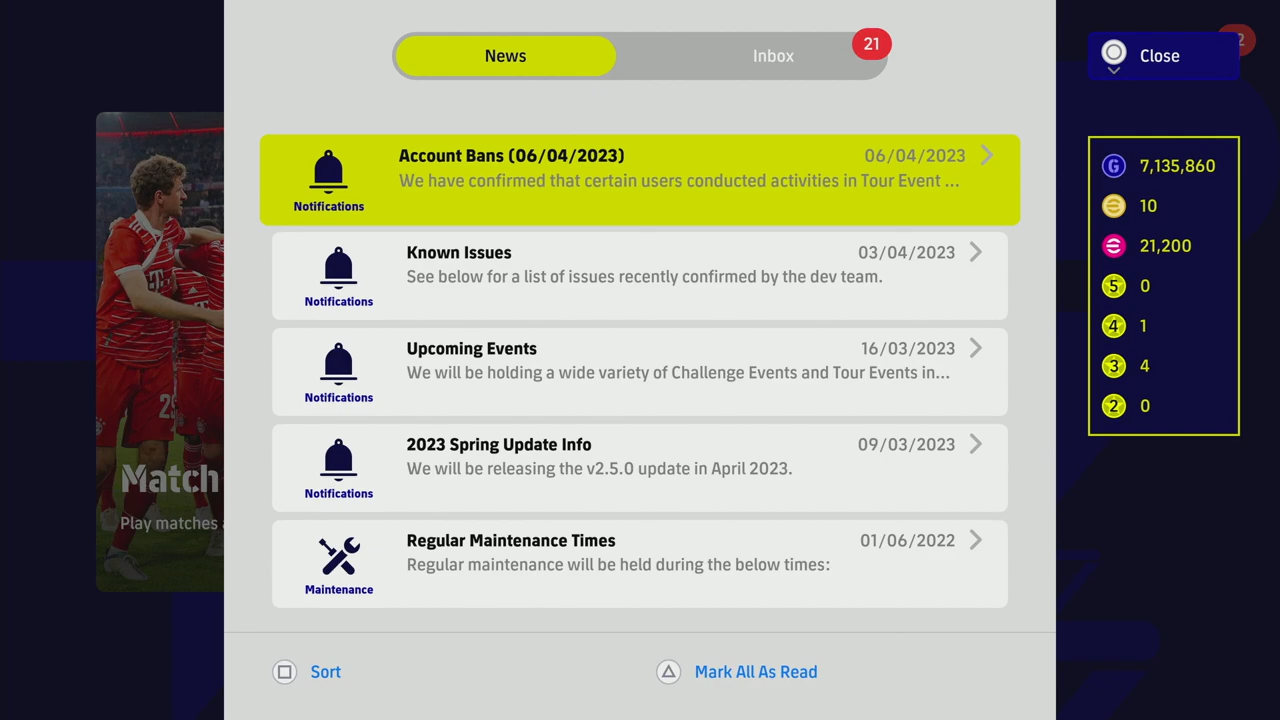 News
Inbox
21
2
Close
Account Bans (06/04/2023)
06/04/2023
We have confirmed that certain users conducted activities in Tour Event ...
Notifications
Known Issues
03/04/2023
See below for a list of issues recently confirmed by the dev team.
Notifications
Upcoming Events
16/03/2023
We will be holding a wide variety of Challenge Events and Tour Events in...
Notifications
2023 Spring Update Info
09/03/2023
We will be releasing the v2.5.0 update in April 2023.
Notifications
Regular Maintenance Times
01/06/2022
Regular maintenance will be held during the below times:
Maintenance
G 7,135,860
10
21,200
5 0
4 1
3 4
2 0
Match
Play matches
Sort
Mark All As Read